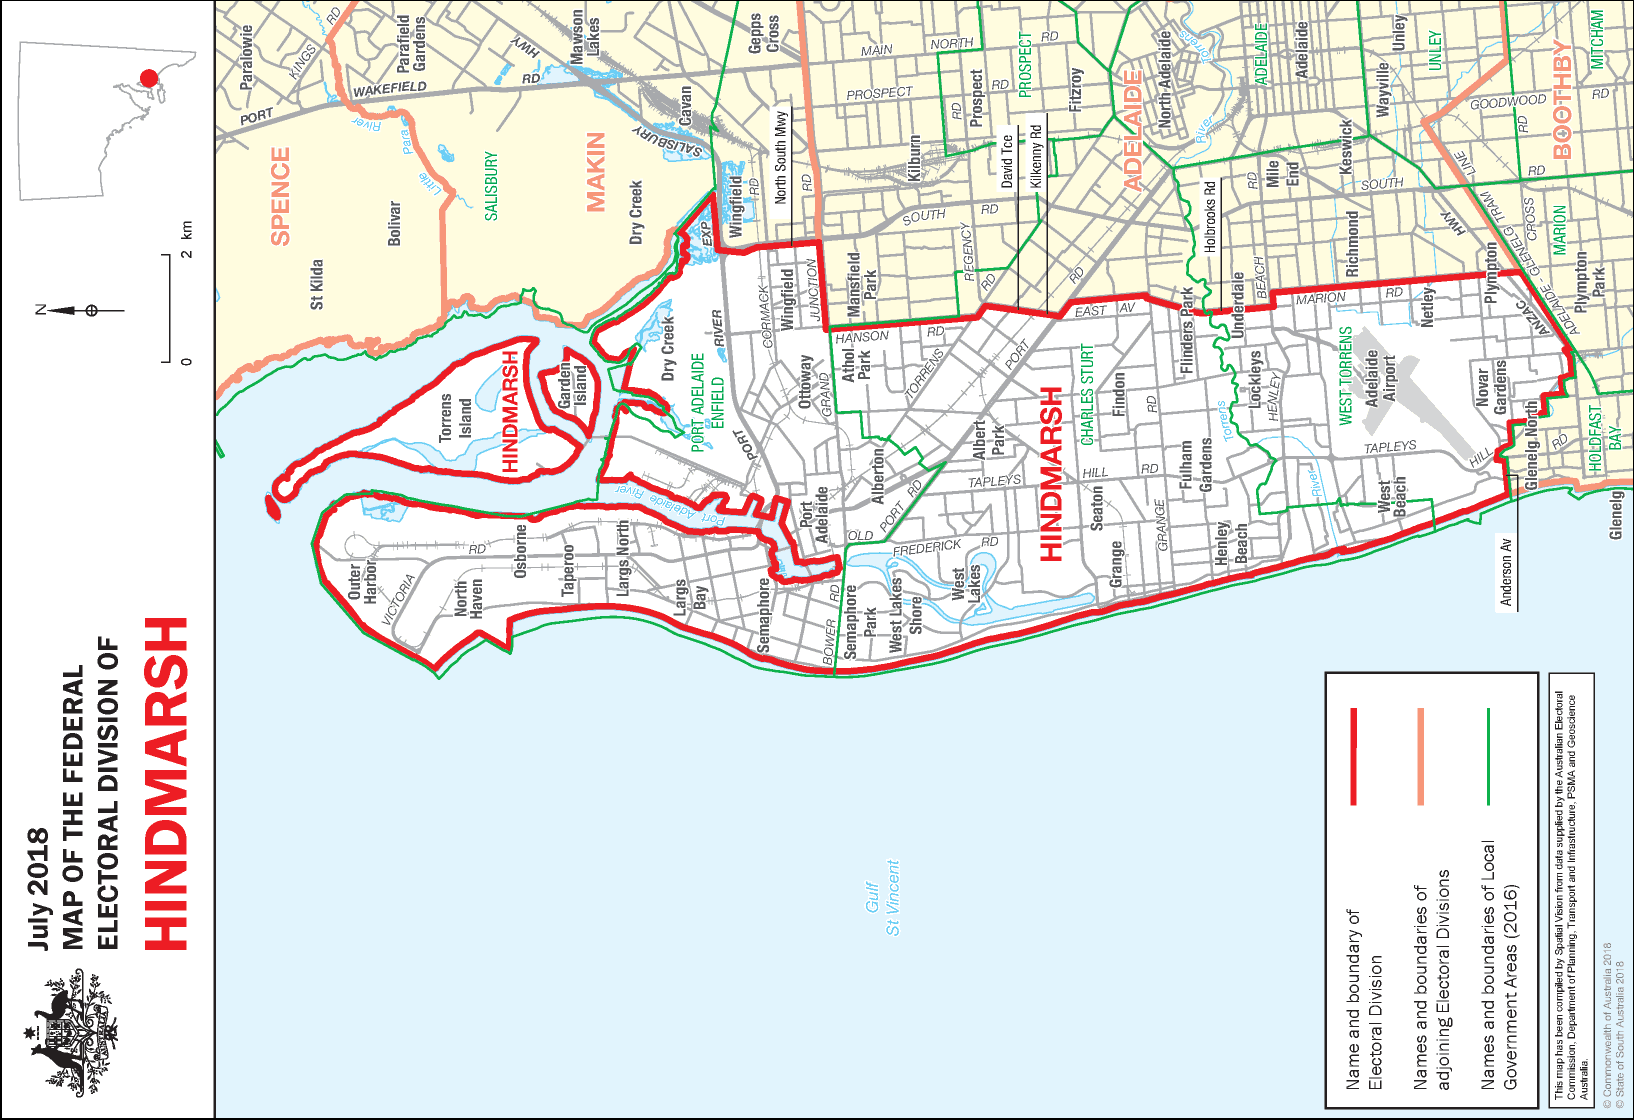 July 2018
MAP OF THE FEDERAL
ELECTORAL DIVISION OF
HINDMARSH
N
0
2 km
SPENCE
MAKIN
ADELAIDE
BOOTHBY
HINDMARSH
HINDMARSH
SALISBURY
PROSPECT
ADELAIDE
UNLEY
MITCHAM
MARION
PORT ADELAIDE
ENFIELD
CHARLES STURT
WEST TORRENS
HOLDFAST
BAY
Paralowie
Parafield
Gardens
Mawson
Lakes
Gepps
Cross
Bolivar
St Kilda
Dry Creek
Cavan
Wingfield
Kilburn
Prospect
Fitzroy
North Adelaide
Adelaide
Unley
Wayville
Keswick
Mile
End
Richmond
Plympton
Plympton
Park
Netley
Underdale
Flinders Park
Mansfield
Park
Wingfield
Dry Creek
Athol
Park
Ottoway
Torrens
Island
Garden
Island
Alberton
Albert
Park
Findon
Lockleys
Adelaide
Airport
Novar
Gardens
Glenelg North
Glenelg
West
Beach
Fulham
Gardens
Seaton
Henley
Beach
Grange
West
Lakes
West Lakes
Shore
Semaphore
Park
Semaphore
Port
Adelaide
Largs
Bay
Largs North
Taperoo
Osborne
North
Haven
Outer
Harbor
KINGS
RD
PORT
WAKEFIELD
RD
HWY
SALISBURY
River
Para
Little
MAIN
NORTH
RD
PROSPECT
RD
RD
RD
RD
North South Mwy
David Tce
Kilkenny Rd
Holbrooks Rd
Anderson Av
SOUTH
RD
REGENCY
RD
RD
Torrens
River
RD
SOUTH
RD
GOODWOOD
RD
RD
LINE
TRAM
GLENELG
CROSS
HWY
ANZAC
ADELAIDE
ADELAIDE
MARION
RD
BEACH
HENLEY
EAST
AV
HANSON
RD
TORRENS
PORT
GRAND
JUNCTION
CORMACK
RIVER
EXP
PORT
Port Adelaide River
VICTORIA
RD
OLD
PORT
RD
TAPLEYS
HILL
RD
RD
GRANGE
FREDERICK
RD
BOWER
RD
Torrens
River
TAPLEYS
HILL
RD
Gulf
St Vincent
Name and boundary of
Electoral Division
Names and boundaries of
adjoining Electoral Divisions
Names and boundaries of Local
Government Areas (2016)
This map has been compiled by Spatial Vision from data supplied by the Australian Electoral
Commission, Department of Planning, Transport and Infrastructure, PSMA and Geoscience
Australia.
© Commonwealth of Australia 2018
© State of South Australia 2018